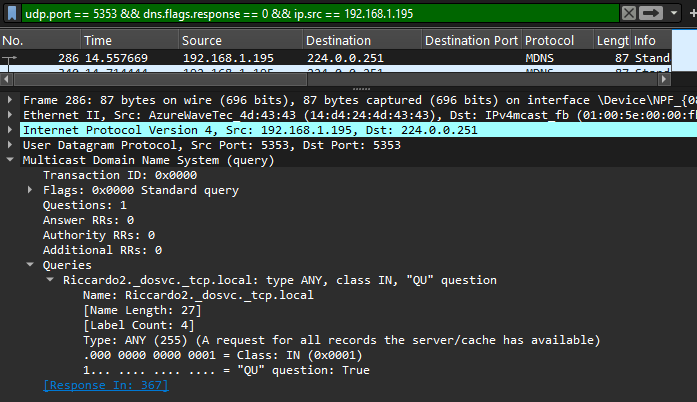 udp.port == 5353 && dns.flags.response == 0 && ip.src == 192.168.1.195
No. Time Source Destination Destination Port Protocol Lengt Info
286 14.557669 192.168.1.195 224.0.0.251 MDNS 87 Stand
Frame 286: 87 bytes on wire (696 bits), 87 bytes captured (696 bits) on interface \Device\NPF_{08
Ethernet II, Src: AzureWaveTec_4d:43:43 (14:d4:24:4d:43:43), Dst: IPv4mcast_fb (01:00:5e:00:00:fb
Internet Protocol Version 4, Src: 192.168.1.195, Dst: 224.0.0.251
User Datagram Protocol, Src Port: 5353, Dst Port: 5353
Multicast Domain Name System (query)
Transaction ID: 0x0000
Flags: 0x0000 Standard query
Questions: 1
Answer RRs: 0
Authority RRs: 0
Additional RRs: 0
Queries
Riccardo2._dosvc._tcp.local: type ANY, class IN, "QU" question
Name: Riccardo2._dosvc._tcp.local
[Name Length: 27]
[Label Count: 4]
Type: ANY (255) (A request for all records the server/cache has available)
.000 0000 0000 0001 = Class: IN (0x0001)
1... .... .... .... = "QU" question: True
[Response In: 367]